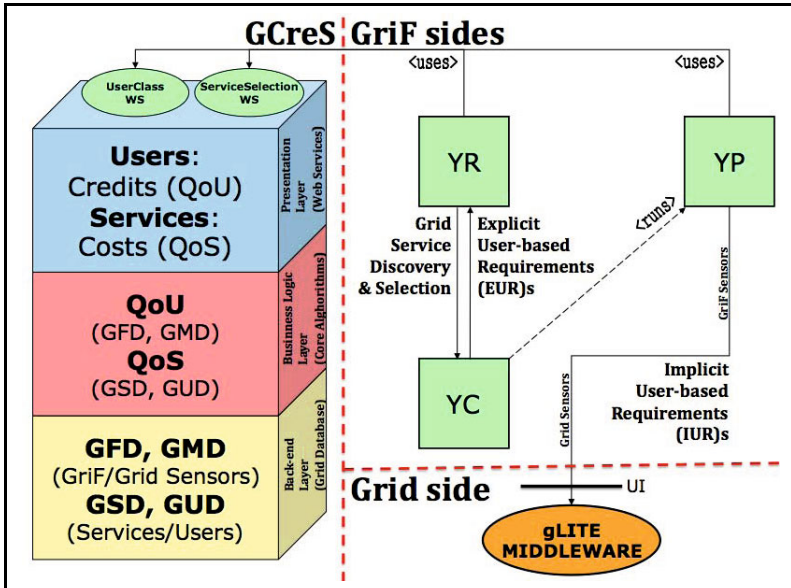 GCreS
GriF sides
UserClass
WS
ServiceSelection
WS
Users:
Credits (QoU)
Services:
Costs (QoS)
Presentation
Layer
(Web Services)
QoU
(GFD, GMD)
QoS
(GSD, GUD)
Businness Logic
Layer
(Core Alghorithms)
GFD, GMD
(GriF/Grid Sensors)
GSD, GUD
(Services/Users)
Back-end
Layer
(Grid Database)
<uses>
<uses>
YR
YP
Grid
Service
Discovery
& Selection
Explicit
User-based
Requirements
(EUR)s
<runs>
GriF Sensors
YC
Grid Sensors
Implicit
User-based
Requirements
(IUR)s
Grid side
UI
gLITE
MIDDLEWARE